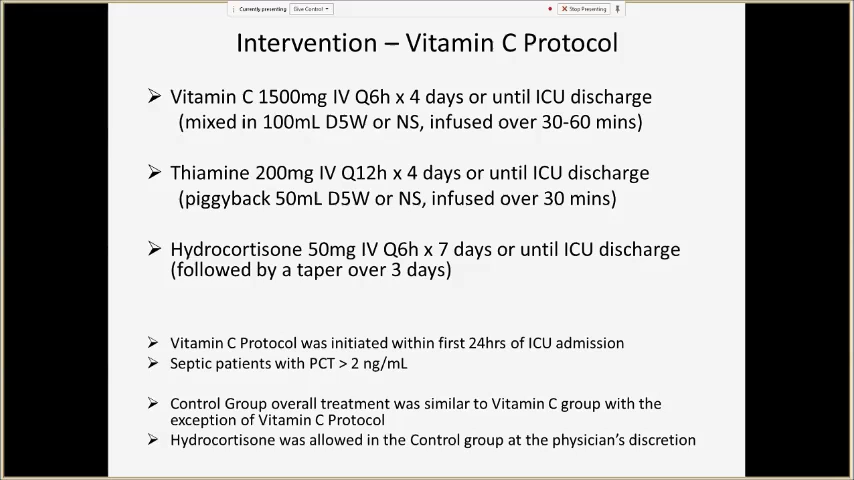 Currently presenting Give Control Stop Presenting
Intervention – Vitamin C Protocol
➢ Vitamin C 1500mg IV Q6h x 4 days or until ICU discharge
(mixed in 100mL D5W or NS, infused over 30-60 mins)
➢ Thiamine 200mg IV Q12h x 4 days or until ICU discharge
(piggyback 50mL D5W or NS, infused over 30 mins)
➢ Hydrocortisone 50mg IV Q6h x 7 days or until ICU discharge
(followed by a taper over 3 days)
➢ Vitamin C Protocol was initiated within first 24hrs of ICU admission
➢ Septic patients with PCT > 2 ng/mL
➢ Control Group overall treatment was similar to Vitamin C group with the
exception of Vitamin C Protocol
➢ Hydrocortisone was allowed in the Control group at the physician's discretion